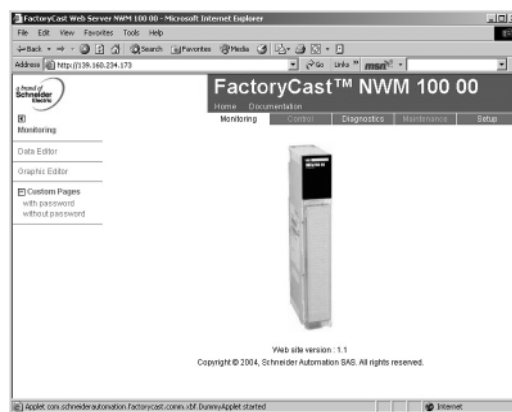 FactoryCast Web Server NWM 100 00 - Microsoft Internet Explorer
File Edit View Favorites Tools Help
Back Search Favorites Media
Address http://139.160.234.173 Go Links msn
a brand of
Schneider
Electric
FactoryCast™ NWM 100 00
Home Documentation
Monitoring Control Diagnostics Maintenance Setup
Monitoring
Data Editor
Graphic Editor
Custom Pages
with password
without password
Web site version : 1.1
Copyright © 2004, Schneider Automation SAS. All rights reserved.
Applet com.schneiderautomation.factorycast.comm.xbf.DummyApplet started Internet